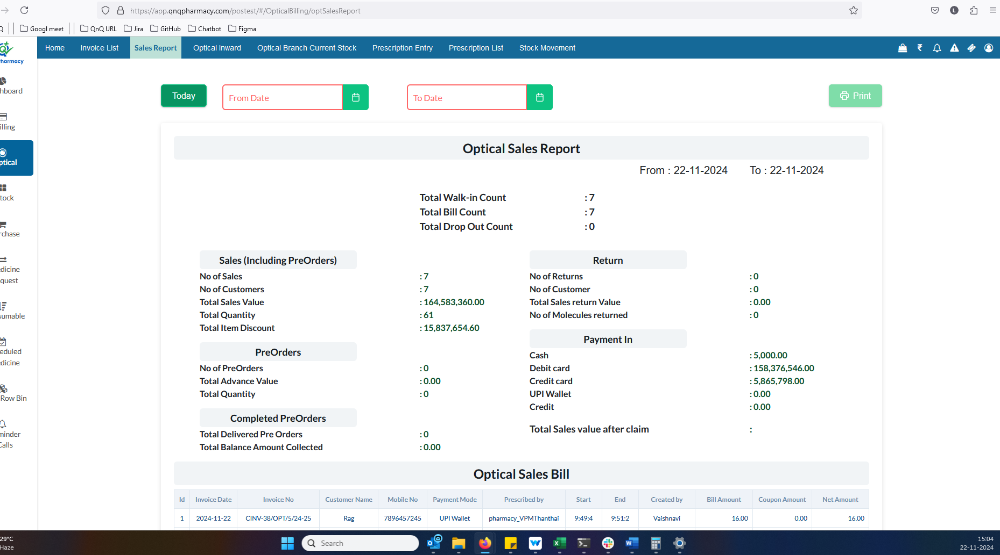 https://app.qnqpharmacy.com/postest/#/OpticalBilling/optSalesReport
L
Q Googl meet QnQ URL Jira GitHub Chatbot Figma
harmacy
Home Invoice List Sales Report Optical Inward Optical Branch Current Stock Prescription Entry Prescription List Stock Movement
hboard
illing
ptical
tock
rchase
edicine
quest
sumable
eduled
edicine
Row Bin
minder
Calls
Today From Date To Date Print
Optical Sales Report
From : 22-11-2024 To : 22-11-2024
Total Walk-in Count : 7
Total Bill Count : 7
Total Drop Out Count : 0
Sales (Including PreOrders)
No of Sales : 7
No of Customers : 7
Total Sales Value : 164,583,360.00
Total Quantity : 61
Total Item Discount : 15,837,654.60
PreOrders
No of PreOrders : 0
Total Advance Value : 0.00
Total Quantity : 0
Completed PreOrders
Total Delivered Pre Orders : 0
Total Balance Amount Collected : 0.00
Return
No of Returns : 0
No of Customer : 0
Total Sales return Value : 0.00
No of Molecules returned : 0
Payment In
Cash : 5,000.00
Debit card : 158,376,546.00
Credit card : 5,865,798.00
UPI Wallet : 0.00
Credit : 0.00
Total Sales value after claim :
Optical Sales Bill
Id Invoice Date Invoice No Customer Name Mobile No Payment Mode Prescribed by Start End Created by Bill Amount Coupon Amount Net Amount
1 2024-11-22 CINV-38/OPT/5/24-25 Rag 7896457245 UPI Wallet pharmacy_VPMThanthai 9:49:4 9:51:2 Vaishnavi 16.00 0.00 16.00
29°C
Haze
Search
15:04
22-11-2024